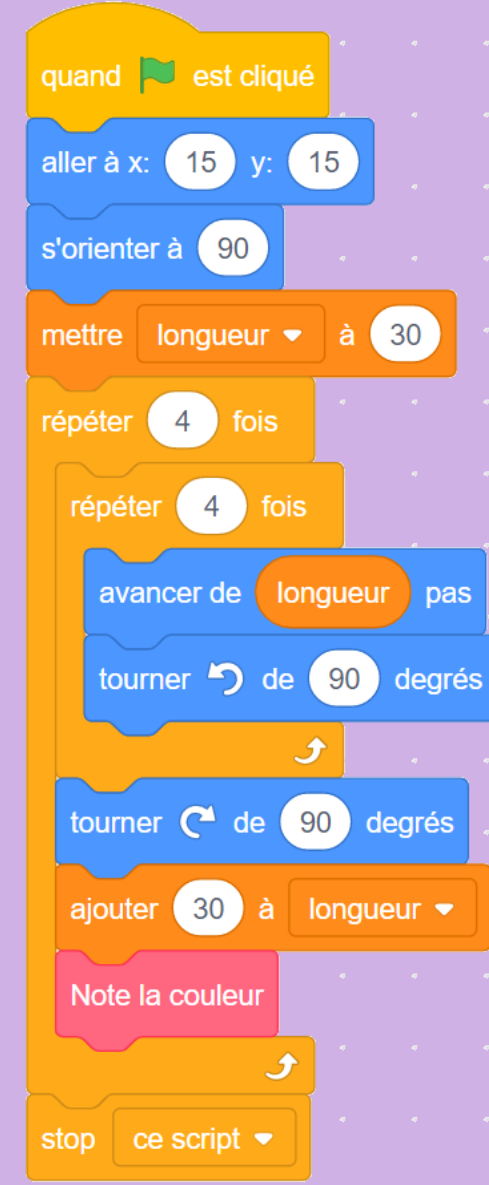 quand est cliqué
aller à x: 15 y: 15
s'orienter à 90
mettre longueur à 30
répéter 4 fois
répéter 4 fois
avancer de longueur pas
tourner de 90 degrés
tourner de 90 degrés
ajouter 30 à longueur
Note la couleur
stop ce script